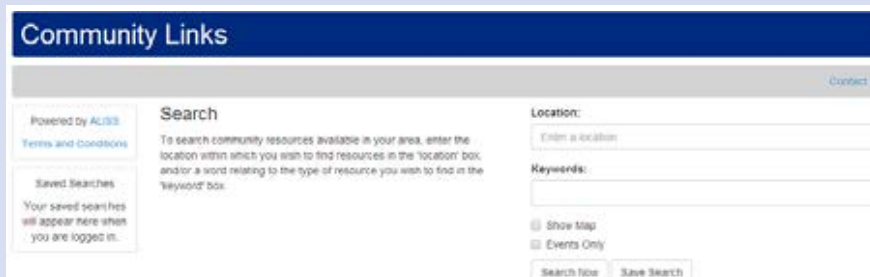 Community Links
Contact
Powered by ALISS
Terms and Conditions
Saved Searches
Your saved searches
will appear here when
you are logged in.
Search
To search community resources available in your area, enter the
location within which you wish to find resources in the 'location' box,
and/or a word relating to the type of resource you wish to find in the
'keyword' box.
Location:
Enter a location
Keywords:
Show Map
Events Only
Search Now Save Search